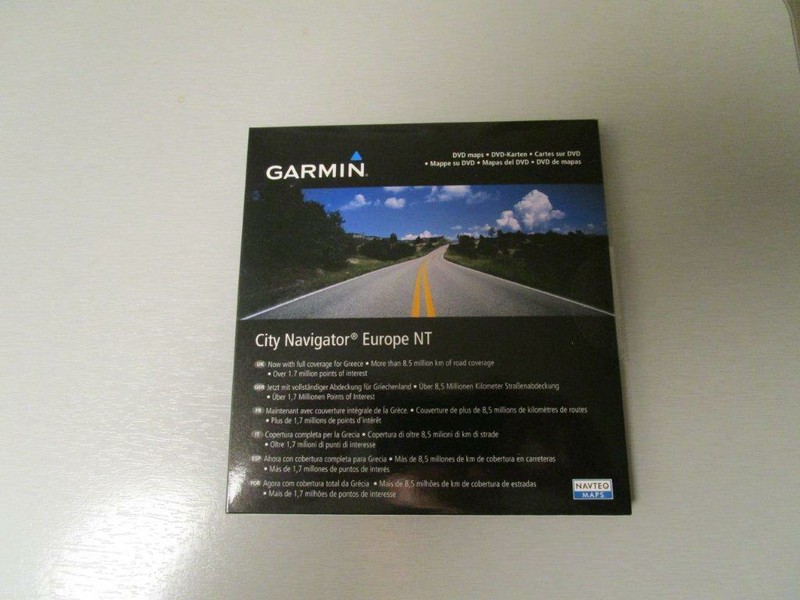 GARMIN®
DVD maps • DVD-Karten • Cartes sur DVD
• Mappe su DVD • Mapas del DVD • DVD de mapas
City Navigator® Europe NT
UK Now with full coverage for Greece • More than 8,5 million km of road coverage
• Over 1.7 million points of interest
GER Jetzt mit vollständiger Abdeckung für Griechenland • Über 8,5 Millionen Kilometer Straßenabdeckung
• Über 1,7 Millionen Points of Interest
FR Maintenant avec couverture intégrale de la Grèce. • Couverture de plus de 8,5 millions de kilomètres de routes
• Plus de 1,7 millions de points d'intérêt
IT Copertura completa per la Grecia • Copertura di oltre 8,5 milioni di km di strade
• Oltre 1,7 milioni di punti di interesse
ESP Ahora con cobertura completa para Grecia • Más de 8,5 millones de km de cobertura en carreteras
• Más de 1,7 millones de puntos de interés
POR Agora com cobertura total da Grécia • Mais de 8,5 milhões de km de cobertura de estradas
• Mais de 1,7 milhões de pontos de interesse
NAVTEQ
MAPS